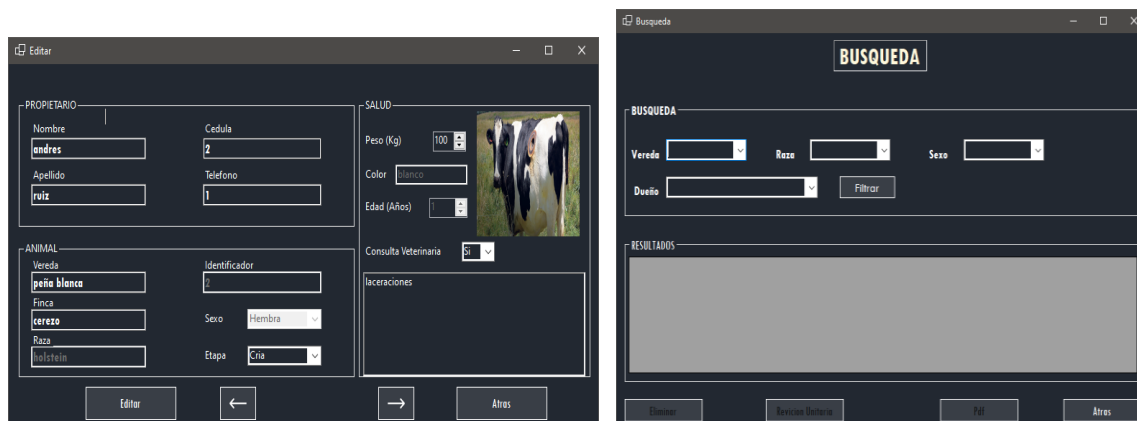 Editar
PROPIETARIO
Nombre
Cedula
andres
2
Apellido
Telefono
ruiz
1
ANIMAL
Vereda
Identificador
peña blanca
2
Finca
cerezo
Sexo
Hembra
Raza
holstein
Etapa
Cria
SALUD
Peso (Kg)
100
Color
blanco
Edad (Años)
1
Consulta Veterinaria
Si
laceraciones
Editar
←
→
Atras
Busqueda
BUSQUEDA
BUSQUEDA
Vereda
Raza
Sexo
Dueño
Filtrar
RESULTADOS
Eliminar
Revicion Unitaria
Pdf
Atras